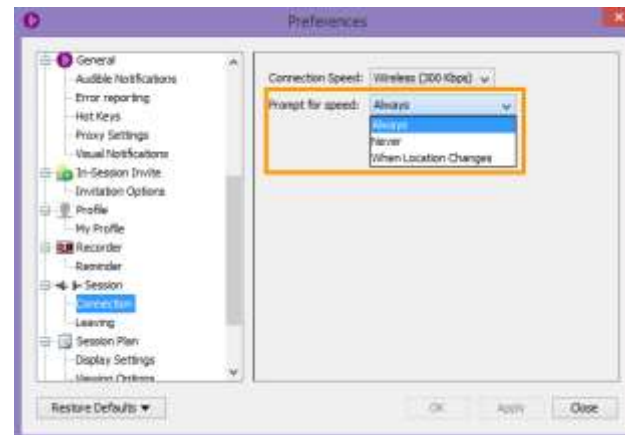 Preferences
General
Audible Notifications
Error reporting
Hot Keys
Proxy Settings
Visual Notifications
In-Session Invite
Invitation Options
Profile
My Profile
Recorder
Reminder
Session
Connection
Leaving
Session Plan
Display Settings
Viewing Options
Connection Speed: Wireless (300 Kbps)
Prompt for speed: Always
Always
Never
When Location Changes
Restore Defaults
OK
Apply
Close